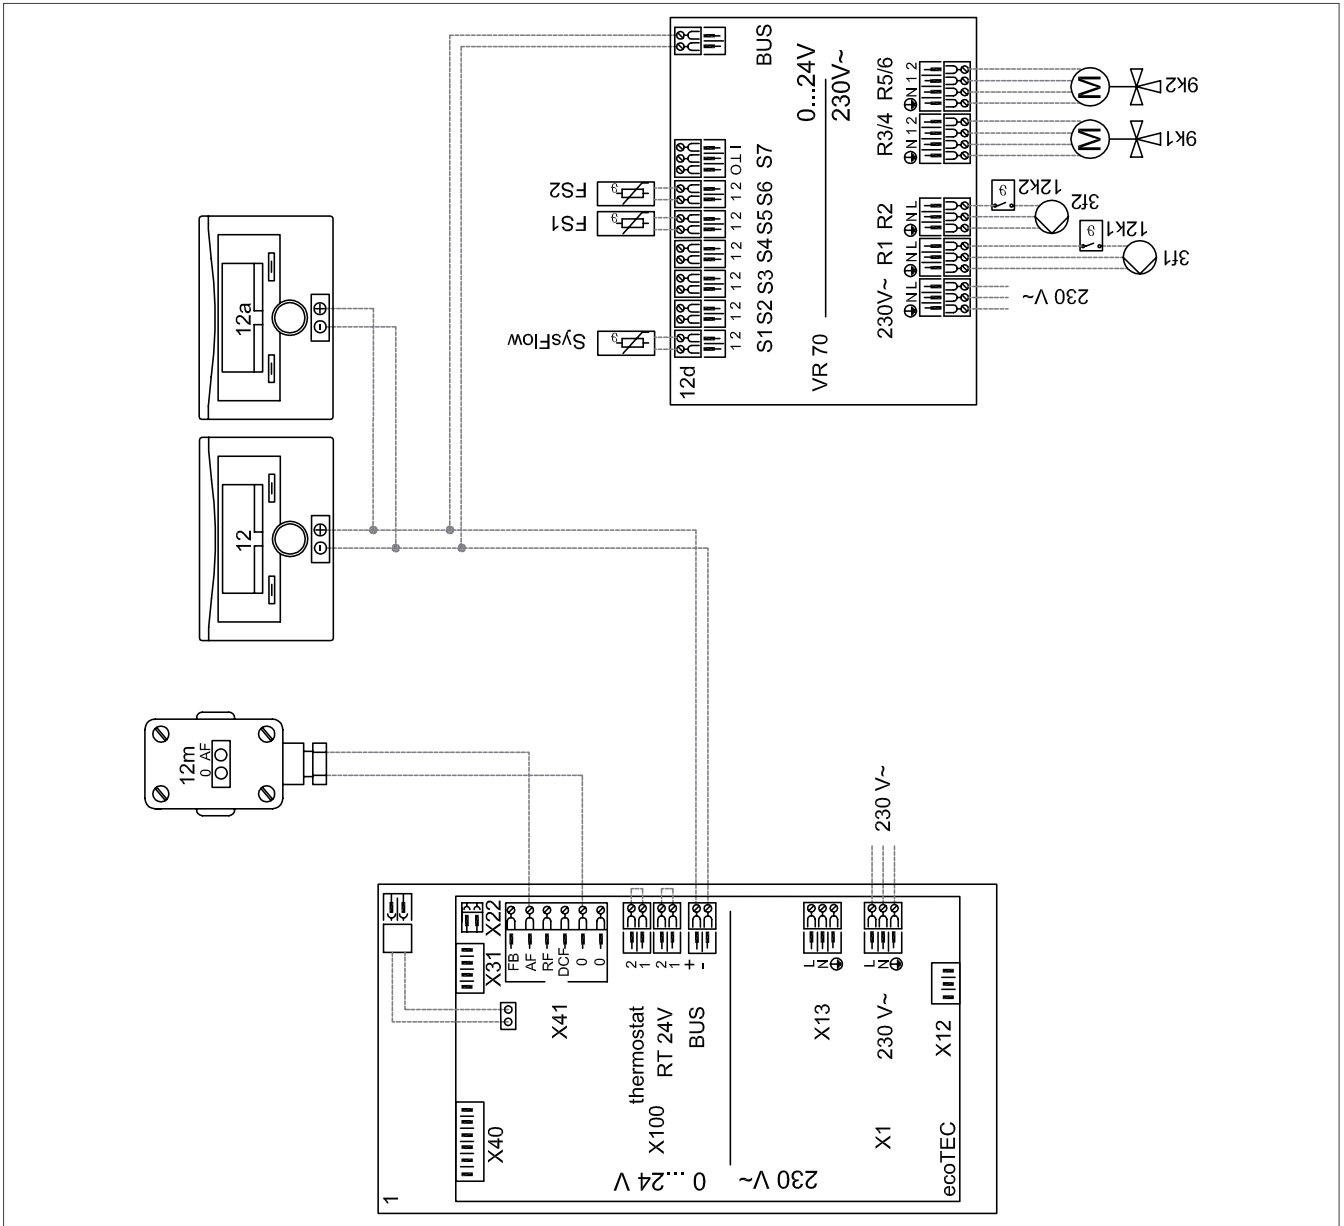 BUS
0...24V
230V~
VR 70
12d
O T I S7
1 2 S6
1 2 S5
1 2 S4
1 2 S3
1 2 S2
1 2 S1
FS2
FS1
SysFlow
N 1 2 R5/6
N 1 2 R3/4
N L R2
N L R1
N L 230V~
M
9k2
M
9k1
12k2
3f2
12k1
3f1
230 V~
12a
+
-
12
+
-
12m
0 AF
230 V~
1
X22
X31
X40
FB
AF
RF
DCF
0
0
X41
2
1
thermostat
2
1
RT 24V
+
-
BUS
X100
0...24 V
230 V~
L
N
X13
L
N
230 V~
X1
X12
ecoTEC